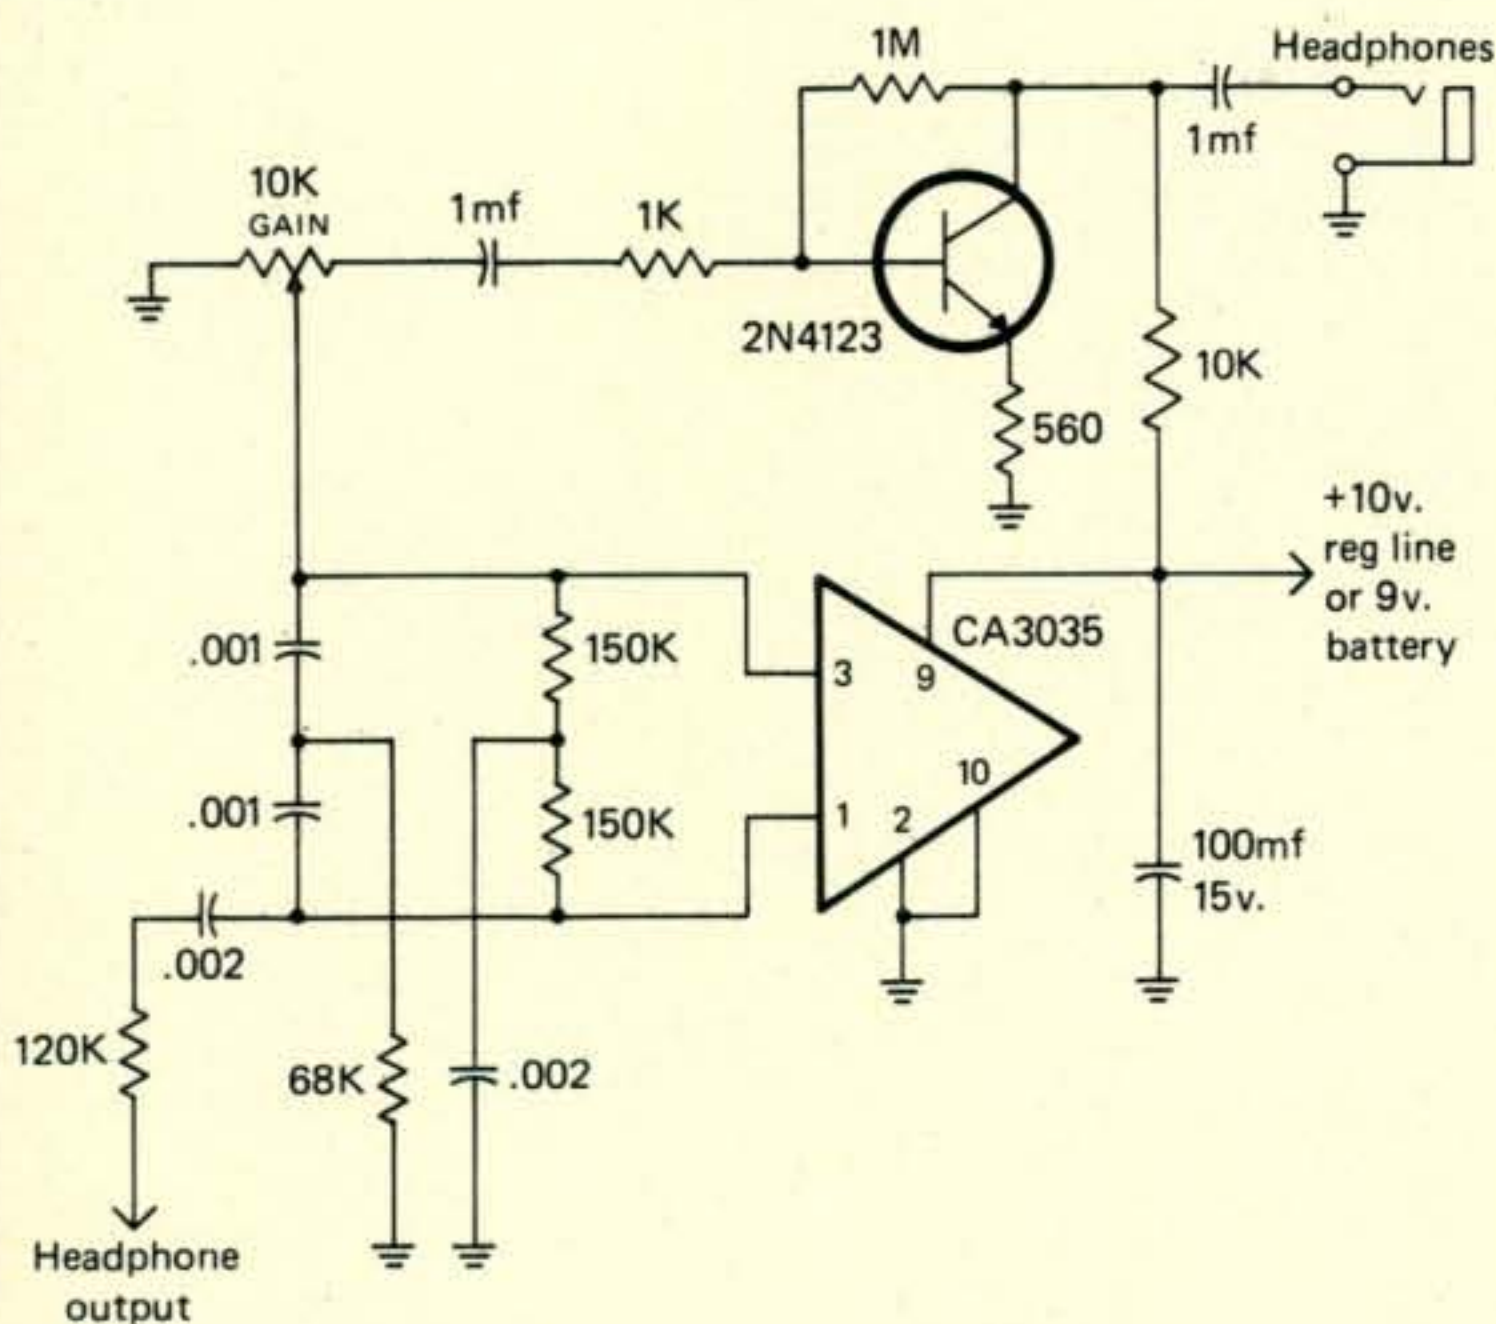 1M
Headphones
1mf
10K
GAIN
1mf
1K
2N4123
10K
560
+10v.
reg line
or 9v.
battery
CA3035
.001
150K
3
9
10
.001
150K
1
2
100mf
15v.
.002
120K
68K
.002
Headphone
output